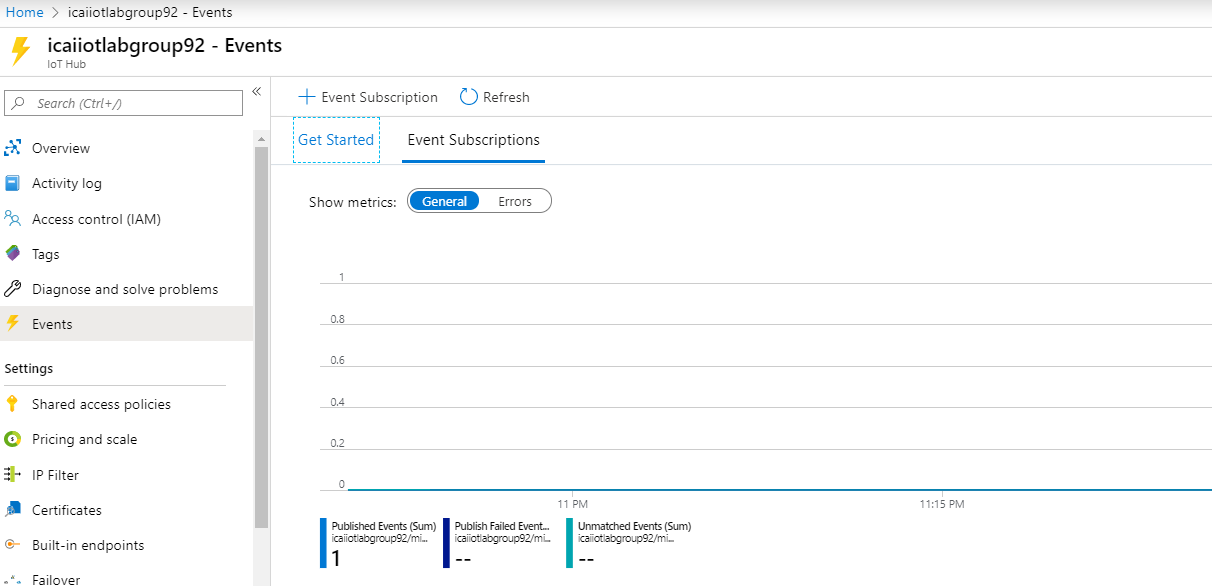 Home > icaiiotlabgroup92 - Events
icaiiotlabgroup92 - Events
IoT Hub
Search (Ctrl+/)
«
Overview
Activity log
Access control (IAM)
Tags
Diagnose and solve problems
Events
Settings
Shared access policies
Pricing and scale
IP Filter
Certificates
Built-in endpoints
Failover
+ Event Subscription
Refresh
Get Started
Event Subscriptions
Show metrics:
General
Errors
1
0.8
0.6
0.4
0.2
0
11 PM
11:15 PM
Published Events (Sum)
icaiiotlabgroup92/mi...
1
Publish Failed Event...
icaiiotlabgroup92/mi...
--
Unmatched Events (Sum)
icaiiotlabgroup92/mi...
--